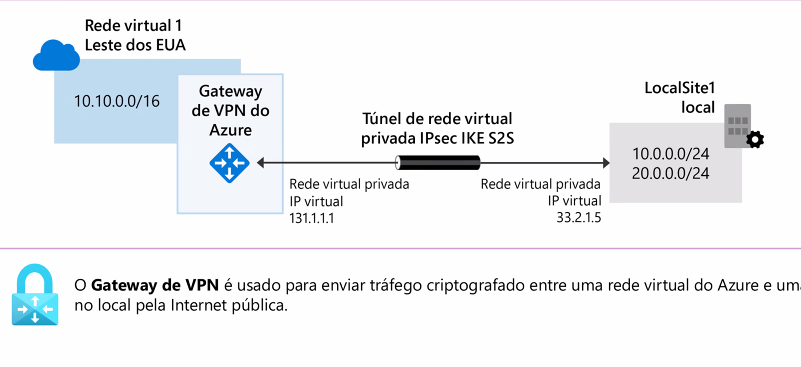 Rede virtual 1
Leste dos EUA
10.10.0.0/16
Gateway
de VPN do
Azure
Túnel de rede virtual
privada IPsec IKE S2S
Rede virtual privada
IP virtual
131.1.1.1
Rede virtual privada
IP virtual
33.2.1.5
LocalSite1
local
10.0.0.0/24
20.0.0.0/24
O Gateway de VPN é usado para enviar tráfego criptografado entre uma rede virtual do Azure e uma
no local pela Internet pública.